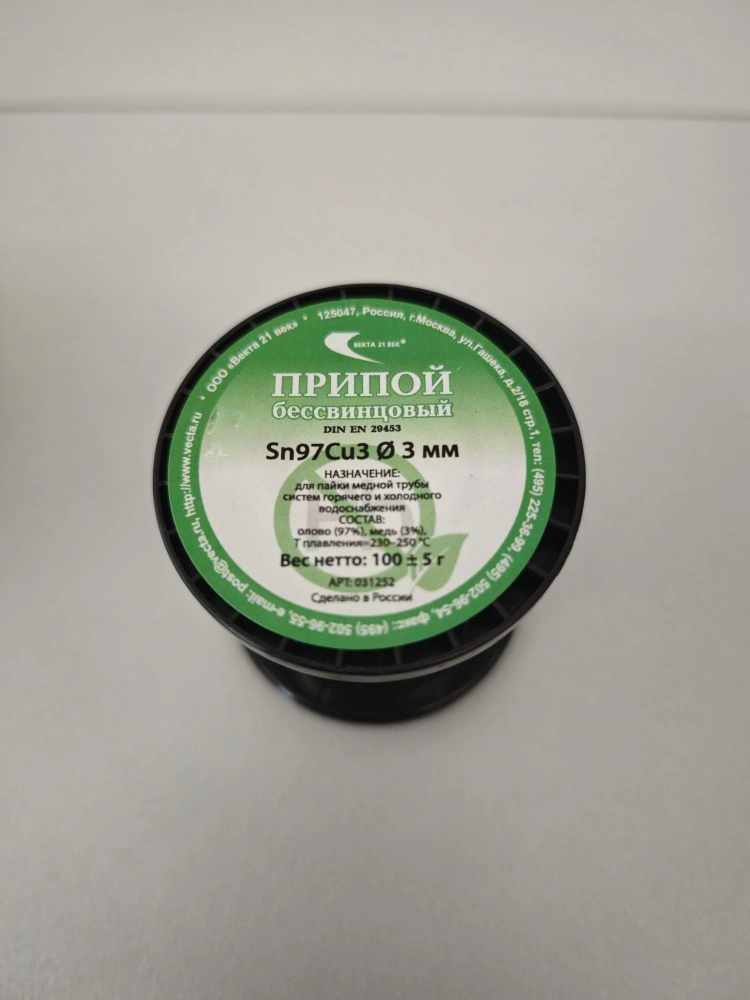 ООО «Векта 21 век» * 125047, Россия, г.Москва, ул.Гашека, д.2/18 стр.1, тел: (495) 225-36-99, (495) 502-96-54, факс: (495) 502-96-55, e-mail: post@vecta.ru, http://www.vecta.ru *
ВЕКТА 21 ВЕК®
ПРИПОЙ
бессвинцовый
DIN EN 29453
Sn97Cu3 Ø 3 мм
НАЗНАЧЕНИЕ:
для пайки медной трубы
систем горячего и холодного
водоснабжения
СОСТАВ:
олово (97%), медь (3%),
Т плавления=230-250 °С
Вес нетто: 100 ± 5 г
АРТ: 031252
Сделано в России